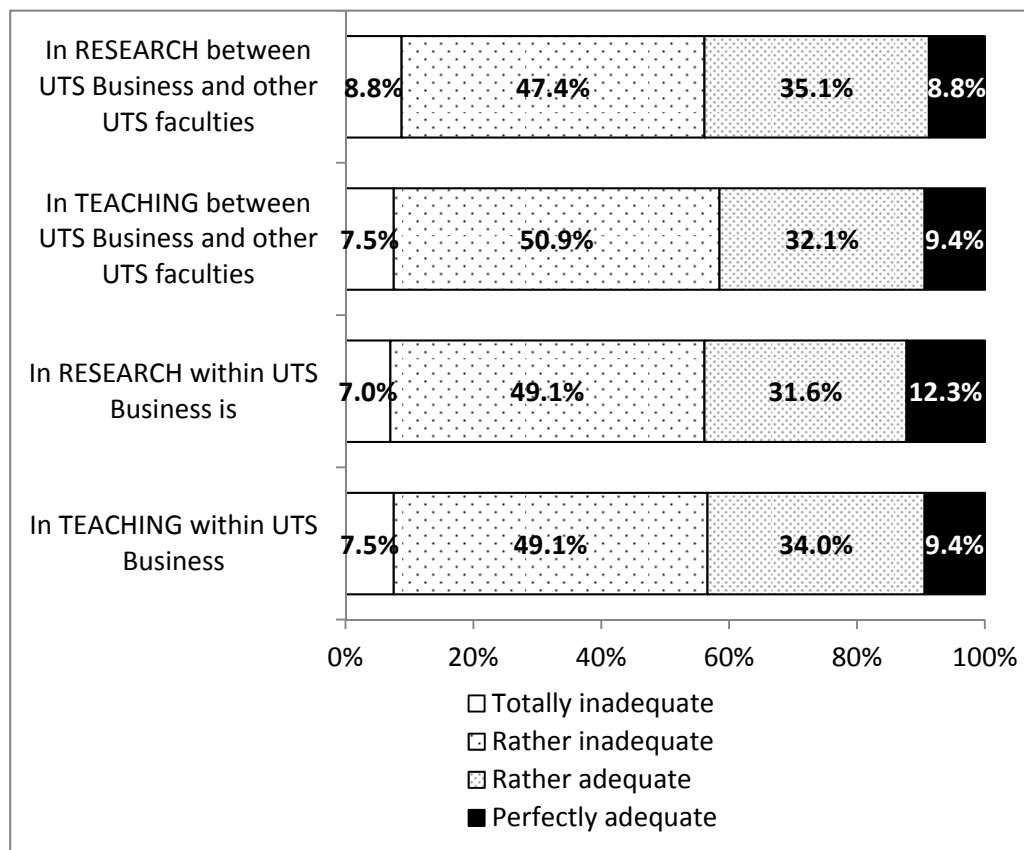 In RESEARCH between
UTS Business and other
UTS faculties
8.8% 47.4% 35.1% 8.8%
In TEACHING between
UTS Business and other
UTS faculties
7.5% 50.9% 32.1% 9.4%
In RESEARCH within UTS
Business is
7.0% 49.1% 31.6% 12.3%
In TEACHING within UTS
Business
7.5% 49.1% 34.0% 9.4%
0% 20% 40% 60% 80% 100%
Totally inadequate
Rather inadequate
Rather adequate
Perfectly adequate